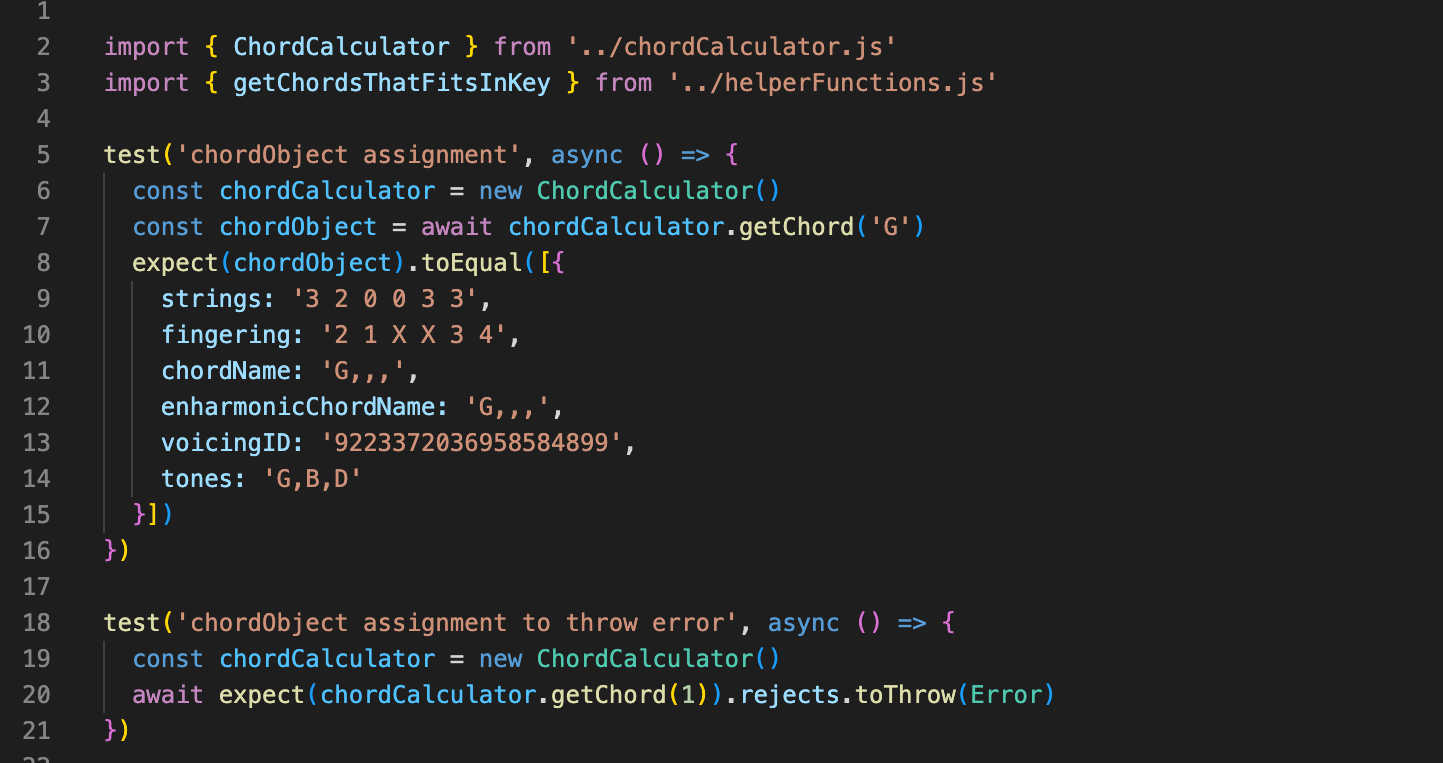 1
2 import { ChordCalculator } from '../chordCalculator.js'
3 import { getChordsThatFitsInKey } from '../helperFunctions.js'
4
5 test('chordObject assignment', async () => {
6 const chordCalculator = new ChordCalculator()
7 const chordObject = await chordCalculator.getChord('G')
8 expect(chordObject).toEqual([{
9 strings: '3 2 0 0 3 3',
10 fingering: '2 1 X X 3 4',
11 chordName: 'G,,,',
12 enharmonicChordName: 'G,,,',
13 voicingID: '9223372036958584899',
14 tones: 'G,B,D'
15 }])
16 })
17
18 test('chordObject assignment to throw error', async () => {
19 const chordCalculator = new ChordCalculator()
20 await expect(chordCalculator.getChord(1)).rejects.toThrow(Error)
21 })